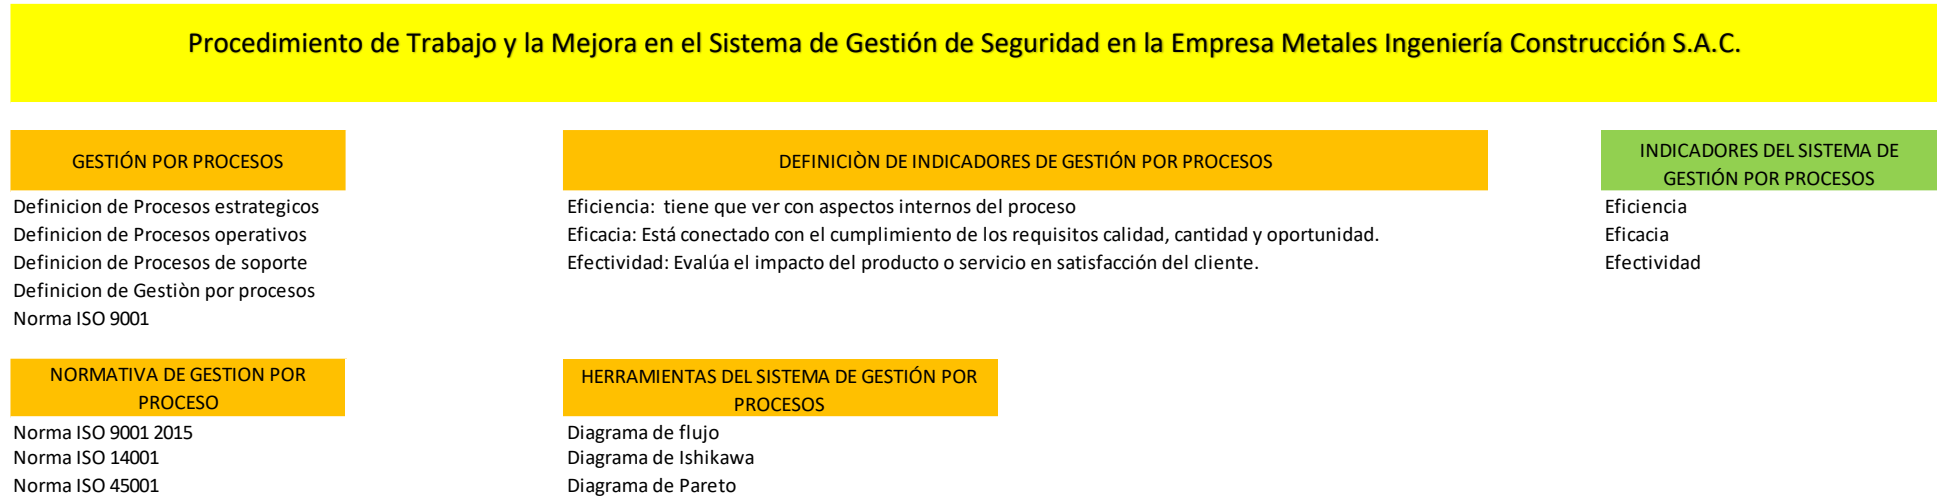 Procedimiento de Trabajo y la Mejora en el Sistema de Gestión de Seguridad en la Empresa Metales Ingeniería Construcción S.A.C.
GESTIÓN POR PROCESOS
Definicion de Procesos estrategicos
Definicion de Procesos operativos
Definicion de Procesos de soporte
Definicion de Gestiòn por procesos
Norma ISO 9001
DEFINICIÒN DE INDICADORES DE GESTIÓN POR PROCESOS
Eficiencia: tiene que ver con aspectos internos del proceso
Eficacia: Está conectado con el cumplimiento de los requisitos calidad, cantidad y oportunidad.
Efectividad: Evalúa el impacto del producto o servicio en satisfacción del cliente.
INDICADORES DEL SISTEMA DE
GESTIÓN POR PROCESOS
Eficiencia
Eficacia
Efectividad
NORMATIVA DE GESTION POR
PROCESO
Norma ISO 9001 2015
Norma ISO 14001
Norma ISO 45001
HERRAMIENTAS DEL SISTEMA DE GESTIÓN POR
PROCESOS
Diagrama de flujo
Diagrama de Ishikawa
Diagrama de Pareto